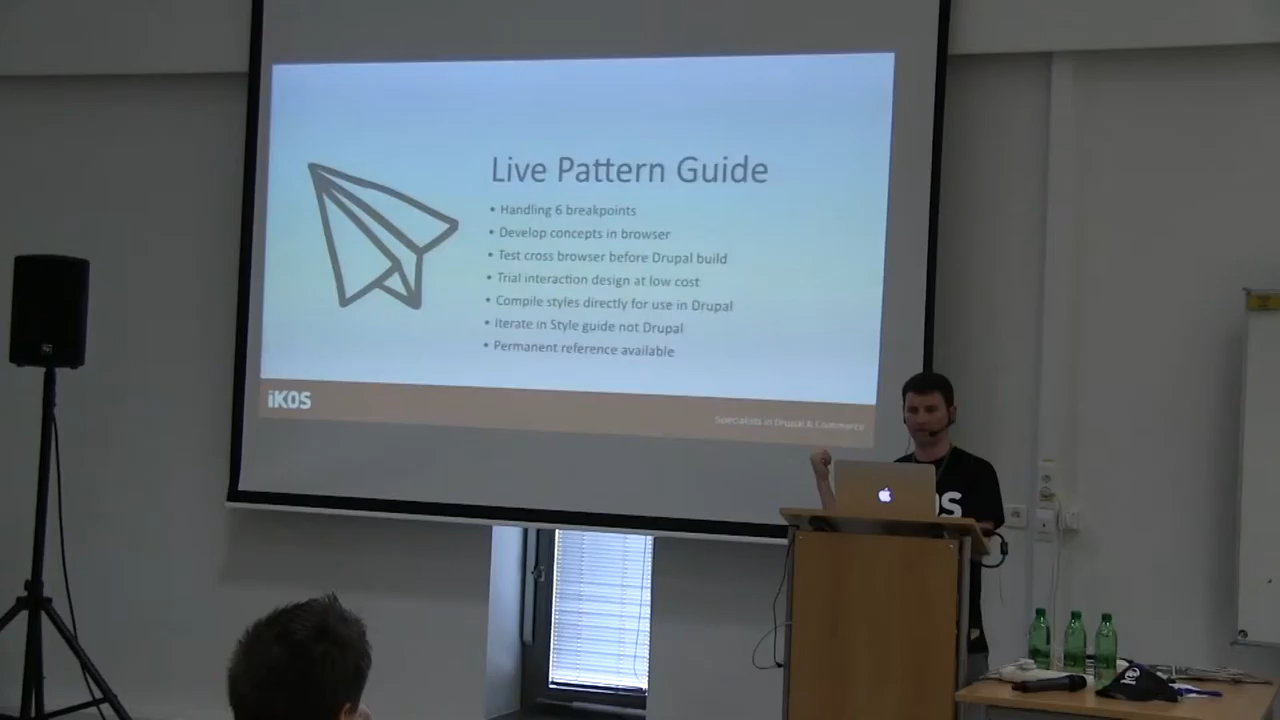 Live Pattern Guide
• Handling 6 breakpoints
• Develop concepts in browser
• Test cross browser before Drupal build
• Trial interaction design at low cost
• Compile styles directly for use in Drupal
• Iterate in Style guide not Drupal
• Permanent reference available
iKOS
Specialists in Drupal & Commerce
OS